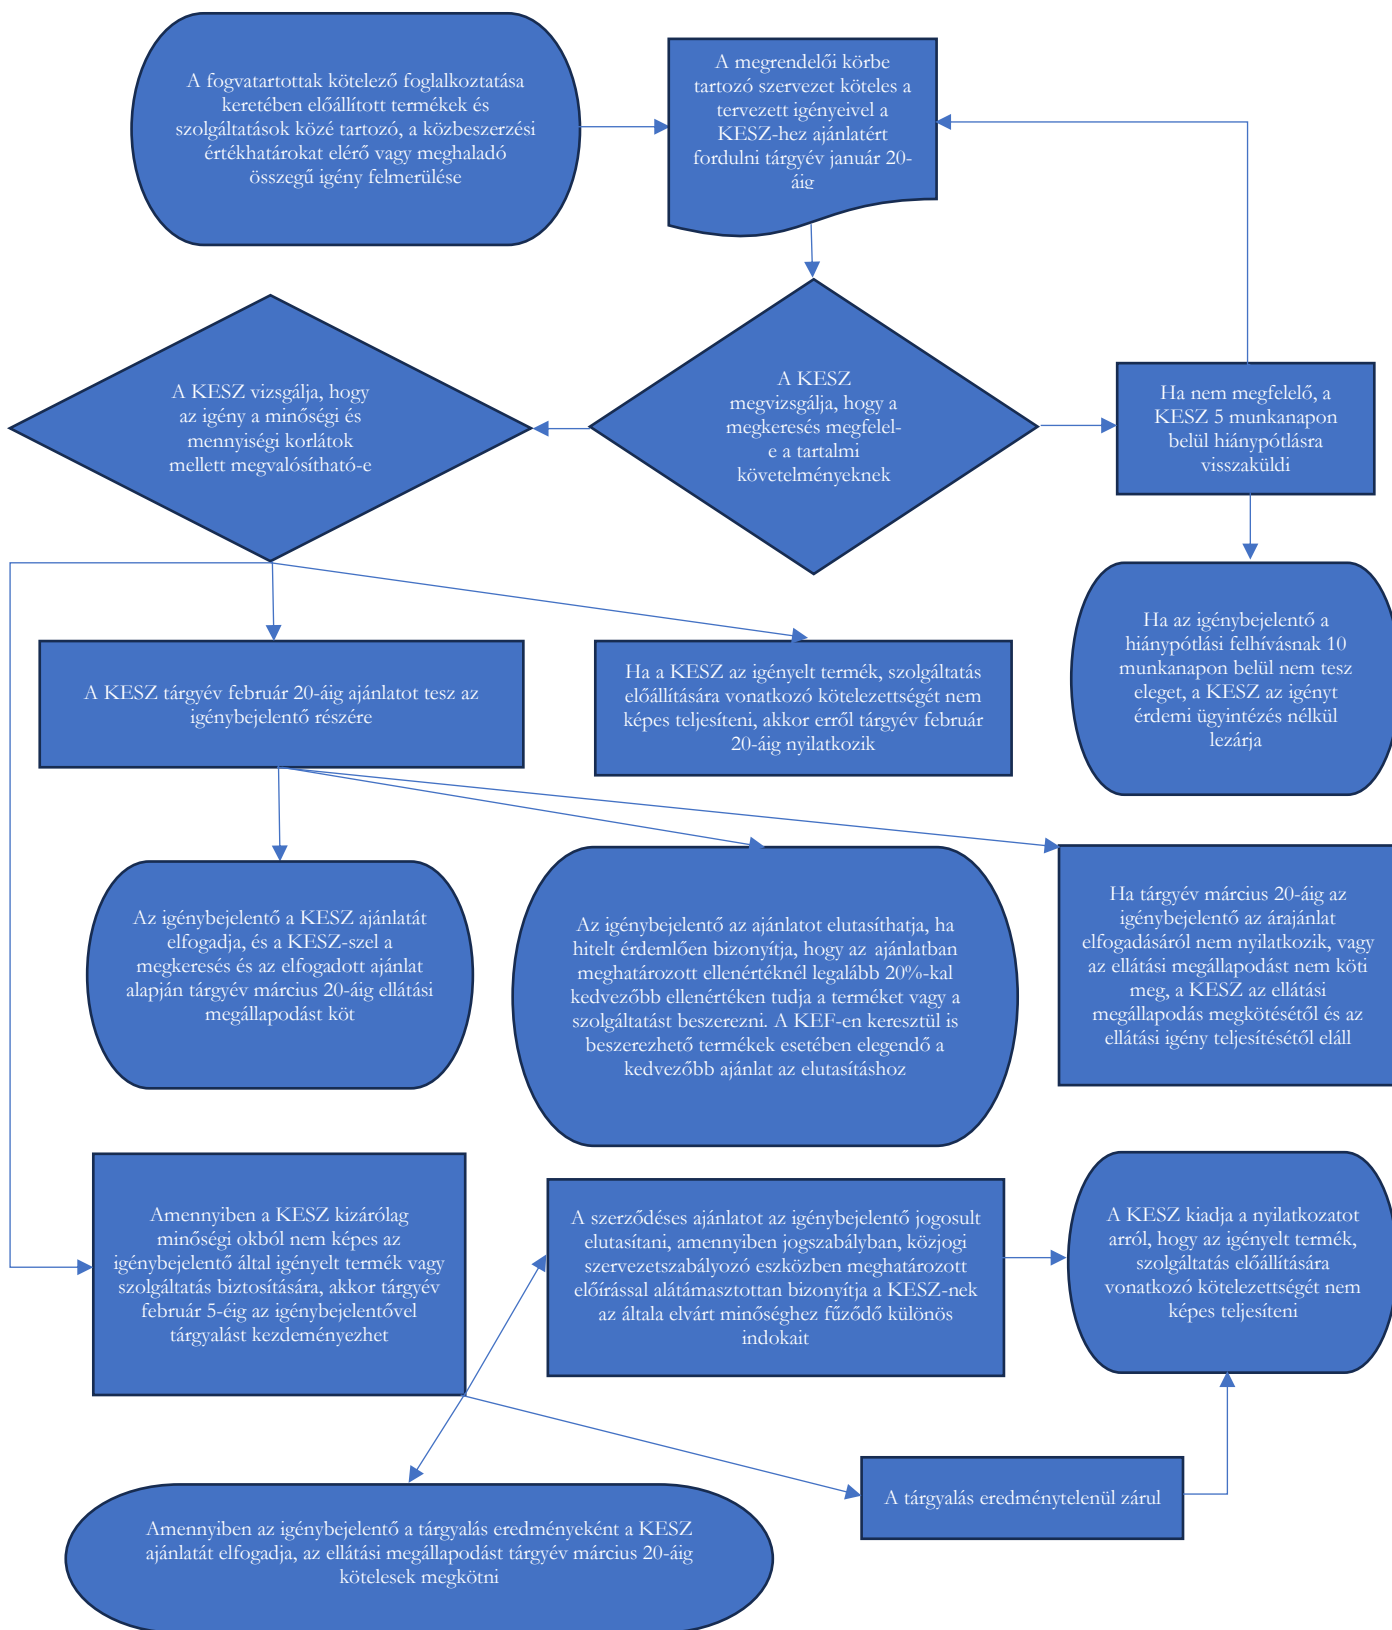 A fogvatartottak kötelező foglalkoztatása
keretében előállított termékek és
szolgáltatások közé tartozó, a közbeszerzési
értékhatárokat elérő vagy meghaladó
összegű igény felmerülése
A megrendelői körbe
tartozó szervezet köteles a
tervezett igényeivel a
KESZ-hez ajánlatért
fordulni tárgyév január 20-
áig
A KESZ vizsgálja, hogy
az igény a minőségi és
mennyiségi korlátok
mellett megvalósítható-e
A KESZ
megvizsgálja, hogy a
megkeresés megfelel-
e a tartalmi
követelményeknek
Ha nem megfelelő, a
KESZ 5 munkanapon
belül hiánypótlásra
visszaküldi
Ha az igénybejelentő a
hiánypótlási felhívásnak 10
munkanapon belül nem tesz
eleget, a KESZ az igényt
érdemi ügyintézés nélkül
lezárja
A KESZ tárgyév február 20-áig ajánlatot tesz az
igénybejelentő részére
Ha a KESZ az igényelt termék, szolgáltatás
előállítására vonatkozó kötelezettségét nem
képes teljesíteni, akkor erről tárgyév február
20-áig nyilatkozik
Az igénybejelentő a KESZ ajánlatát
elfogadja, és a KESZ-szel a
megkeresés és az elfogadott ajánlat
alapján tárgyév március 20-áig ellátási
megállapodást köt
Az igénybejelentő az ajánlatot elutasíthatja, ha
hitelt érdemlően bizonyítja, hogy az ajánlatban
meghatározott ellenértéknél legalább 20%-kal
kedvezőbb ellenértéken tudja a terméket vagy a
szolgáltatást beszerezni. A KEF-en keresztül is
beszerezhető termékek esetében elegendő a
kedvezőbb ajánlat az elutasításhoz
Ha tárgyév március 20-áig az
igénybejelentő az árajánlat
elfogadásáról nem nyilatkozik, vagy
az ellátási megállapodást nem köti
meg, a KESZ az ellátási
megállapodás megkötésétől és az
ellátási igény teljesítésétől eláll
Amennyiben a KESZ kizárólag
minőségi okból nem képes az
igénybejelentő által igényelt termék vagy
szolgáltatás biztosítására, akkor tárgyév
február 5-éig az igénybejelentővel
tárgyalást kezdeményezhet
A szerződéses ajánlatot az igénybejelentő jogosult
elutasítani, amennyiben jogszabályban, közjogi
szervezetszabályozó eszközben meghatározott
előírással alátámasztottan bizonyítja a KESZ-nek
az általa elvárt minőséghez fűződő különös
indokait
A KESZ kiadja a nyilatkozatot
arról, hogy az igényelt termék,
szolgáltatás előállítására
vonatkozó kötelezettségét nem
képes teljesíteni
A tárgyalás eredménytelenül zárul
Amennyiben az igénybejelentő a tárgyalás eredményeként a KESZ
ajánlatát elfogadja, az ellátási megállapodást tárgyév március 20-áig
kötelesek megkötni